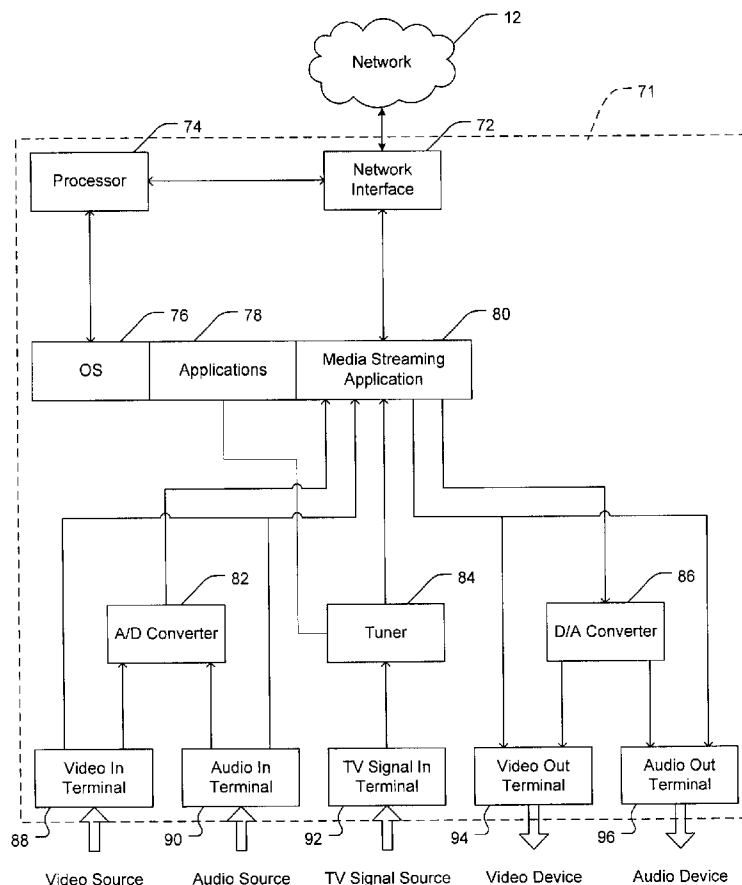 12
Network
71
74
72
Processor
Network
Interface
76
78
80
OS
Applications
Media Streaming
Application
82
84
86
A/D Converter
Tuner
D/A Converter
Video In
Terminal
Audio In
Terminal
TV Signal In
Terminal
Video Out
Terminal
Audio Out
Terminal
88
90
92
94
96
Video Source
Audio Source
TV Signal Source
Video Device
Audio Device